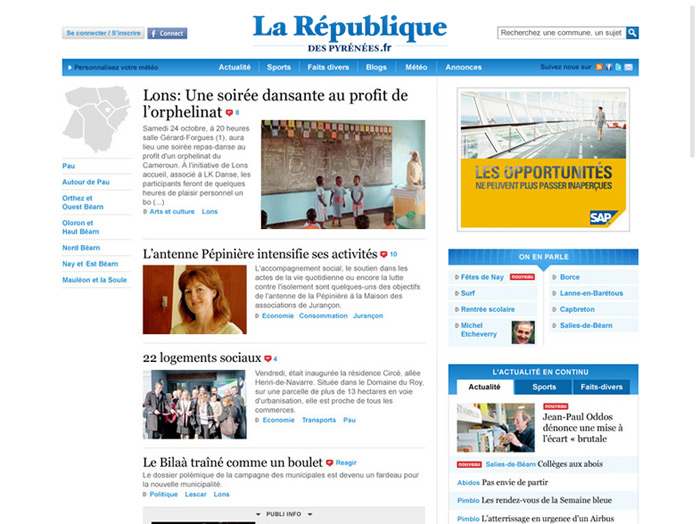 Se connecter / S'inscrire
Connect
La République
DES PYRÉNÉES.fr
Recherchez une commune, un sujet
Personnalisez votre météo
Actualité
Sports
Faits divers
Blogs
Météo
Annonces
Suivez nous sur
Pau
Autour de Pau
Orthez et
Ouest Béarn
Oloron et
Haut Béarn
Nord Béarn
Nay et Est Béarn
Mauléon et la Soule
Lons: Une soirée dansante au profit de
l'orphelinat 8
Samedi 24 octobre, à 20 heures
salle Gérard-Forgues (1), aura
lieu une soirée repas-danse au
profit d'un orphelinat du
Cameroun. À l'initiative de Lons
accueil, associé à LK Danse, les
participants feront de quelques
heures de plaisir personnel un
bo (...)
Arts et culture Lons
L'antenne Pépinière intensifie ses activités 10
L'accompagnement social, le soutien dans les
actes de la vie quotidienne ou encore la lutte
contre l'isolement sont quelques-uns des objectifs
de l'antenne de la Pépinière à la Maison des
associations de Jurançon.
Economie Consommation Jurançon
22 logements sociaux 4
Vendredi, était inaugurée la résidence Circé, allée
Henri-de-Navarre. Située dans le Domaine du Roy,
sur une parcelle de plus de 13 hectares en voie
d'urbanisation, elle est proche de tous les
commerces.
Economie Transports Pau
Le Bilaà traîné comme un boulet Reagir
Le dossier polémique de la campagne des municipales est devenu un fardeau pour
la nouvelle municipalité.
Politique Lescar Lons
PUBLI INFO
LES OPPORTUNITÉS
NE PEUVENT PLUS PASSER INAPERÇUES
SAP
ON EN PARLE
Fêtes de Nay nouveau
Surf
Rentrée scolaire
Michel
Etcheverry
Borce
Lanne-en-Barétous
Capbreton
Salies-de-Béarn
L'ACTUALITÉ EN CONTINU
Actualité
Sports
Faits-divers
nouveau
Jean-Paul Oddos
dénonce une mise à
l'écart « brutale
nouveau Salies-de-Béarn Collèges aux abois
Abidos Pas envie de partir
Pimblo Les rendez-vous de la Semaine bleue
Pimblo L'atterrissage en urgence d'un Airbus